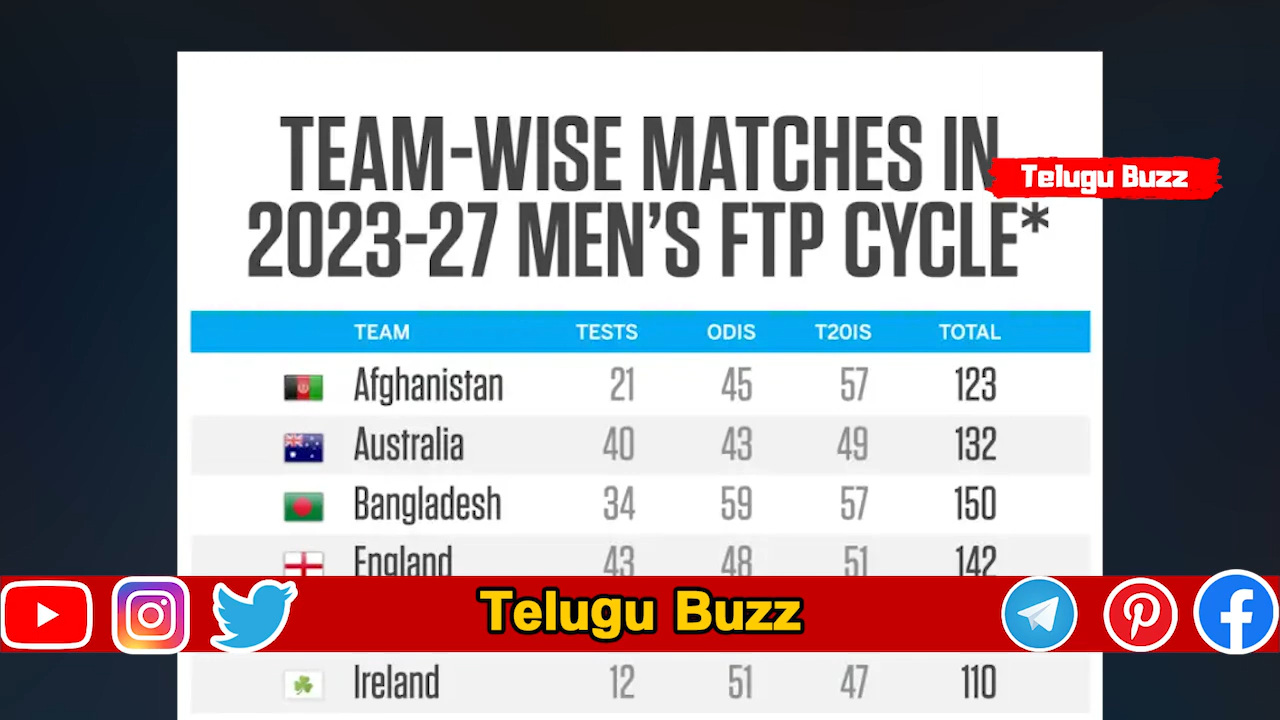 TEAM-WISE MATCHES IN
Telugu Buzz
2023-27 MEN'S FTP CYCLE*
TEAM TESTS ODIS T20IS TOTAL
Afghanistan 21 45 57 123
Australia 40 43 49 132
Bangladesh 34 59 57 150
England 43 48 51 142
Telugu Buzz
Ireland 12 51 47 110